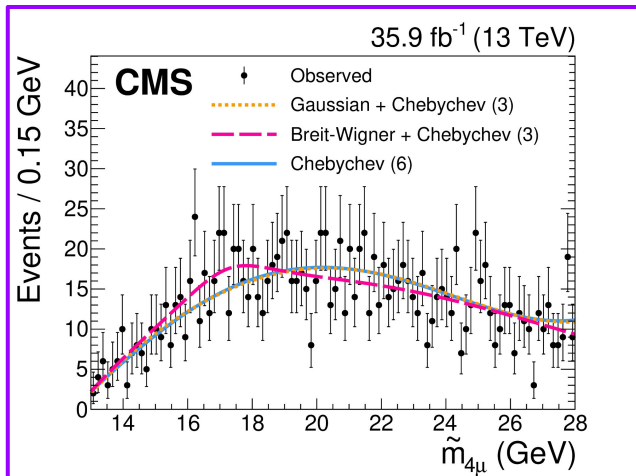 35.9 fb⁻¹ (13 TeV)
CMS
Observed
Gaussian + Chebychev (3)
Breit-Wigner + Chebychev (3)
Chebychev (6)
Events / 0.15 GeV
40
35
30
25
20
15
10
5
0
14 16 18 20 22 24 26 28
m̃₄μ (GeV)